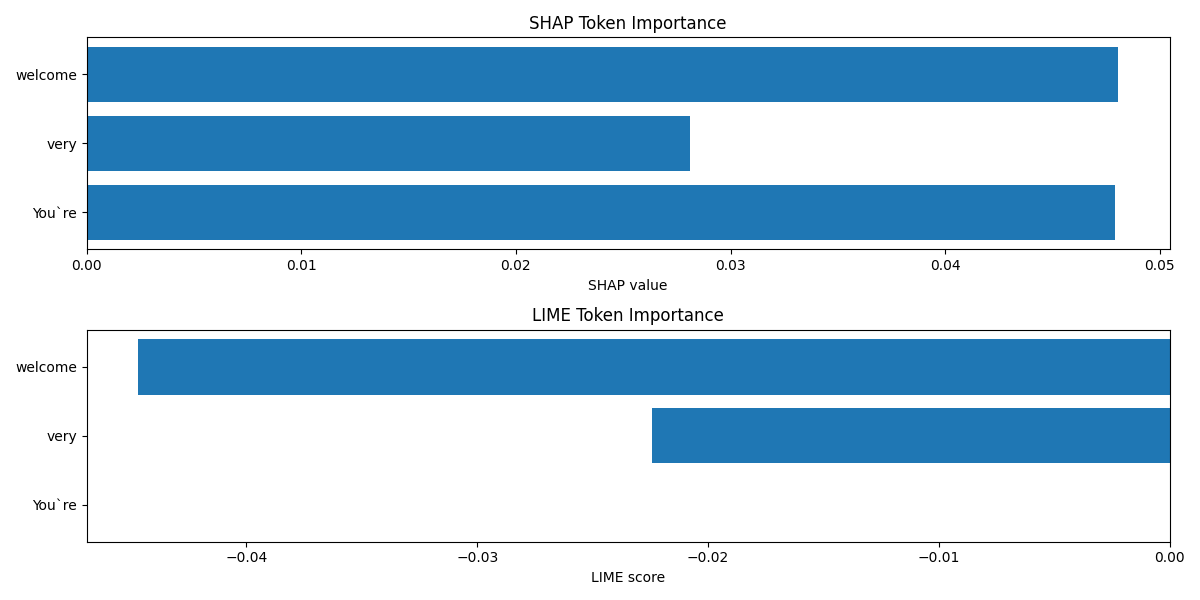 SHAP Token Importance
welcome
very
You`re
0.00 0.01 0.02 0.03 0.04 0.05
SHAP value
LIME Token Importance
welcome
very
You`re
−0.04 −0.03 −0.02 −0.01 0.00
LIME score